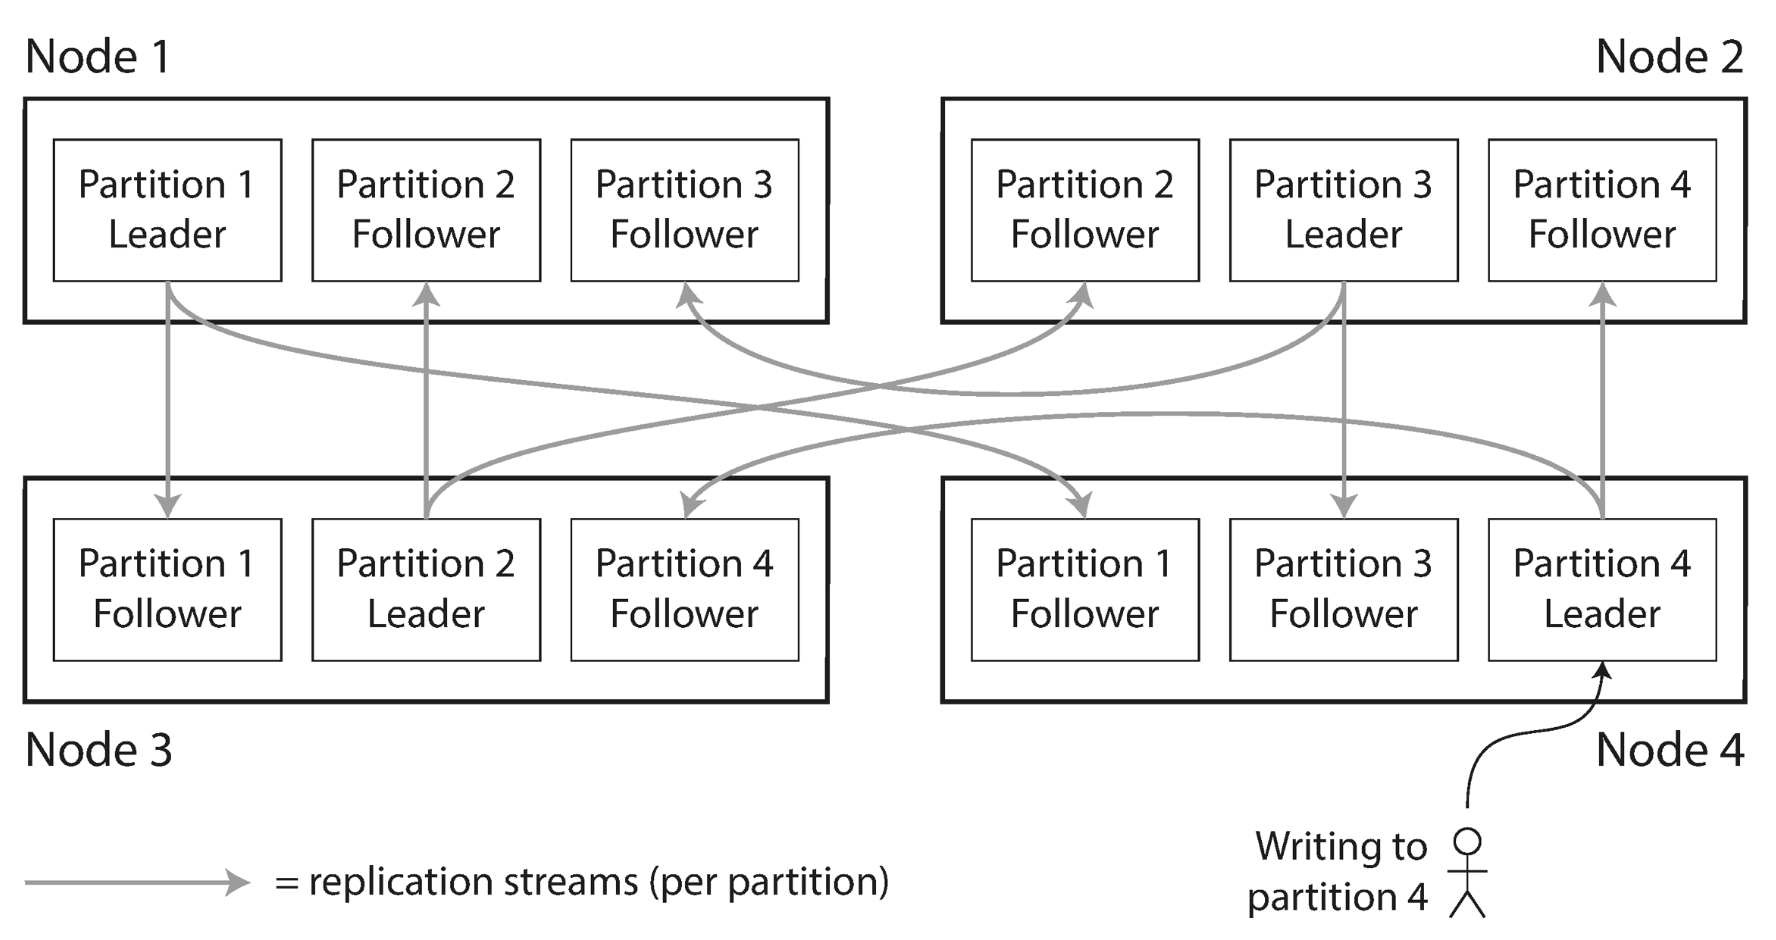 Node 1
Node 2
Partition 1
Leader
Partition 2
Follower
Partition 3
Follower
Partition 2
Follower
Partition 3
Leader
Partition 4
Follower
Partition 1
Follower
Partition 2
Leader
Partition 4
Follower
Partition 1
Follower
Partition 3
Follower
Partition 4
Leader
Node 3
Node 4
= replication streams (per partition)
Writing to
partition 4